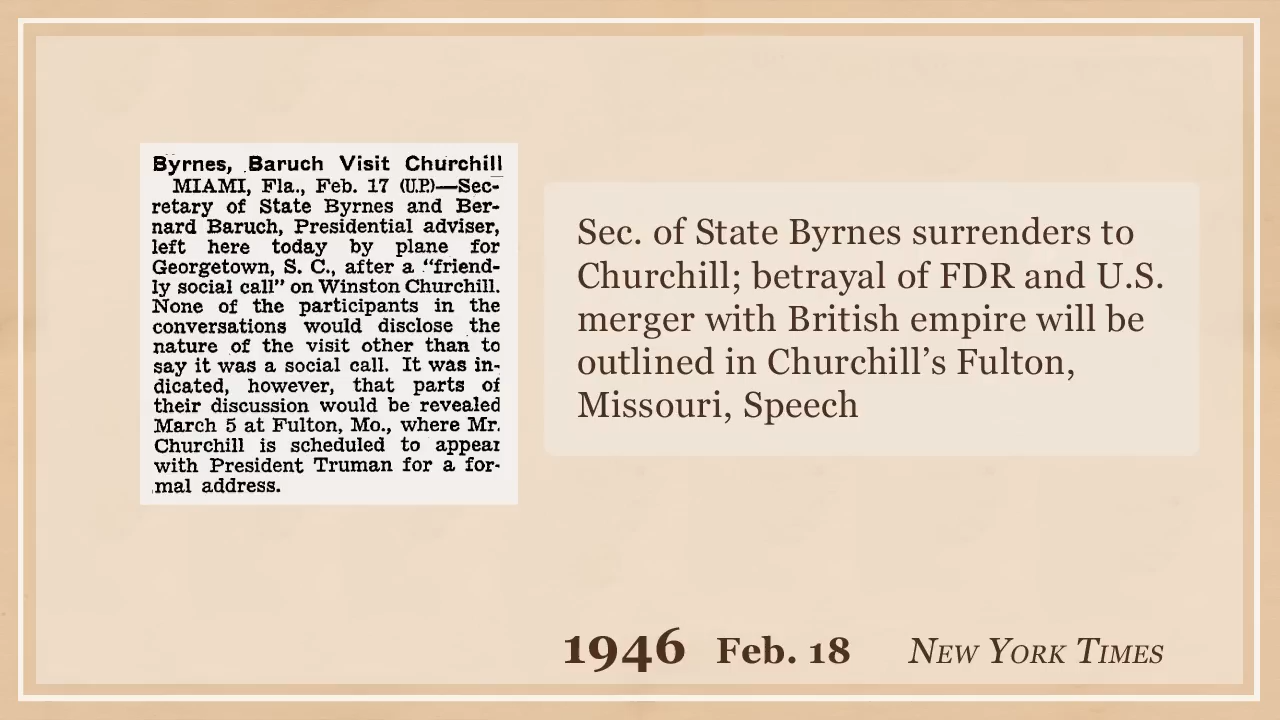 Byrnes, Baruch Visit Churchill
MIAMI, Fla., Feb. 17 (U.P.)—Sec-
retary of State Byrnes and Ber-
nard Baruch, Presidential adviser,
left here today by plane for
Georgetown, S. C., after a “friend-
ly social call” on Winston Churchill.
None of the participants in the
conversations would disclose the
nature of the visit other than to
say it was a social call. It was in-
dicated, however, that parts of
their discussion would be revealed
March 5 at Fulton, Mo., where Mr.
Churchill is scheduled to appear
with President Truman for a for-
mal address.
Sec. of State Byrnes surrenders to
Churchill; betrayal of FDR and U.S.
merger with British empire will be
outlined in Churchill’s Fulton,
Missouri, Speech
1946 Feb. 18 NEW YORK TIMES